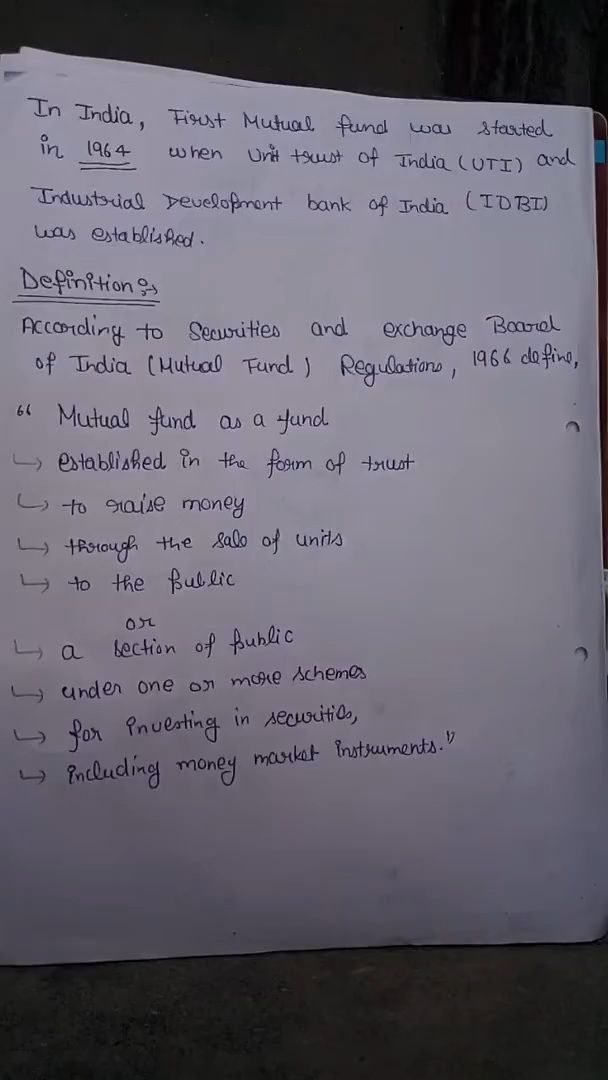 In India, First Mutual fund was started
in 1964 when Unit trust of India (UTI) and
Industrial Development bank of India (IDBI)
was established.
Definition:→
According to Securities and exchange Board
of India (Mutual Fund) Regulations, 1966 define,
“ Mutual fund as a fund
↳ established in the form of trust
↳ to raise money
↳ through the sale of units
↳ to the public
or
↳ a section of public
↳ under one or more schemes
↳ for investing in securities,
↳ including money market instruments.”